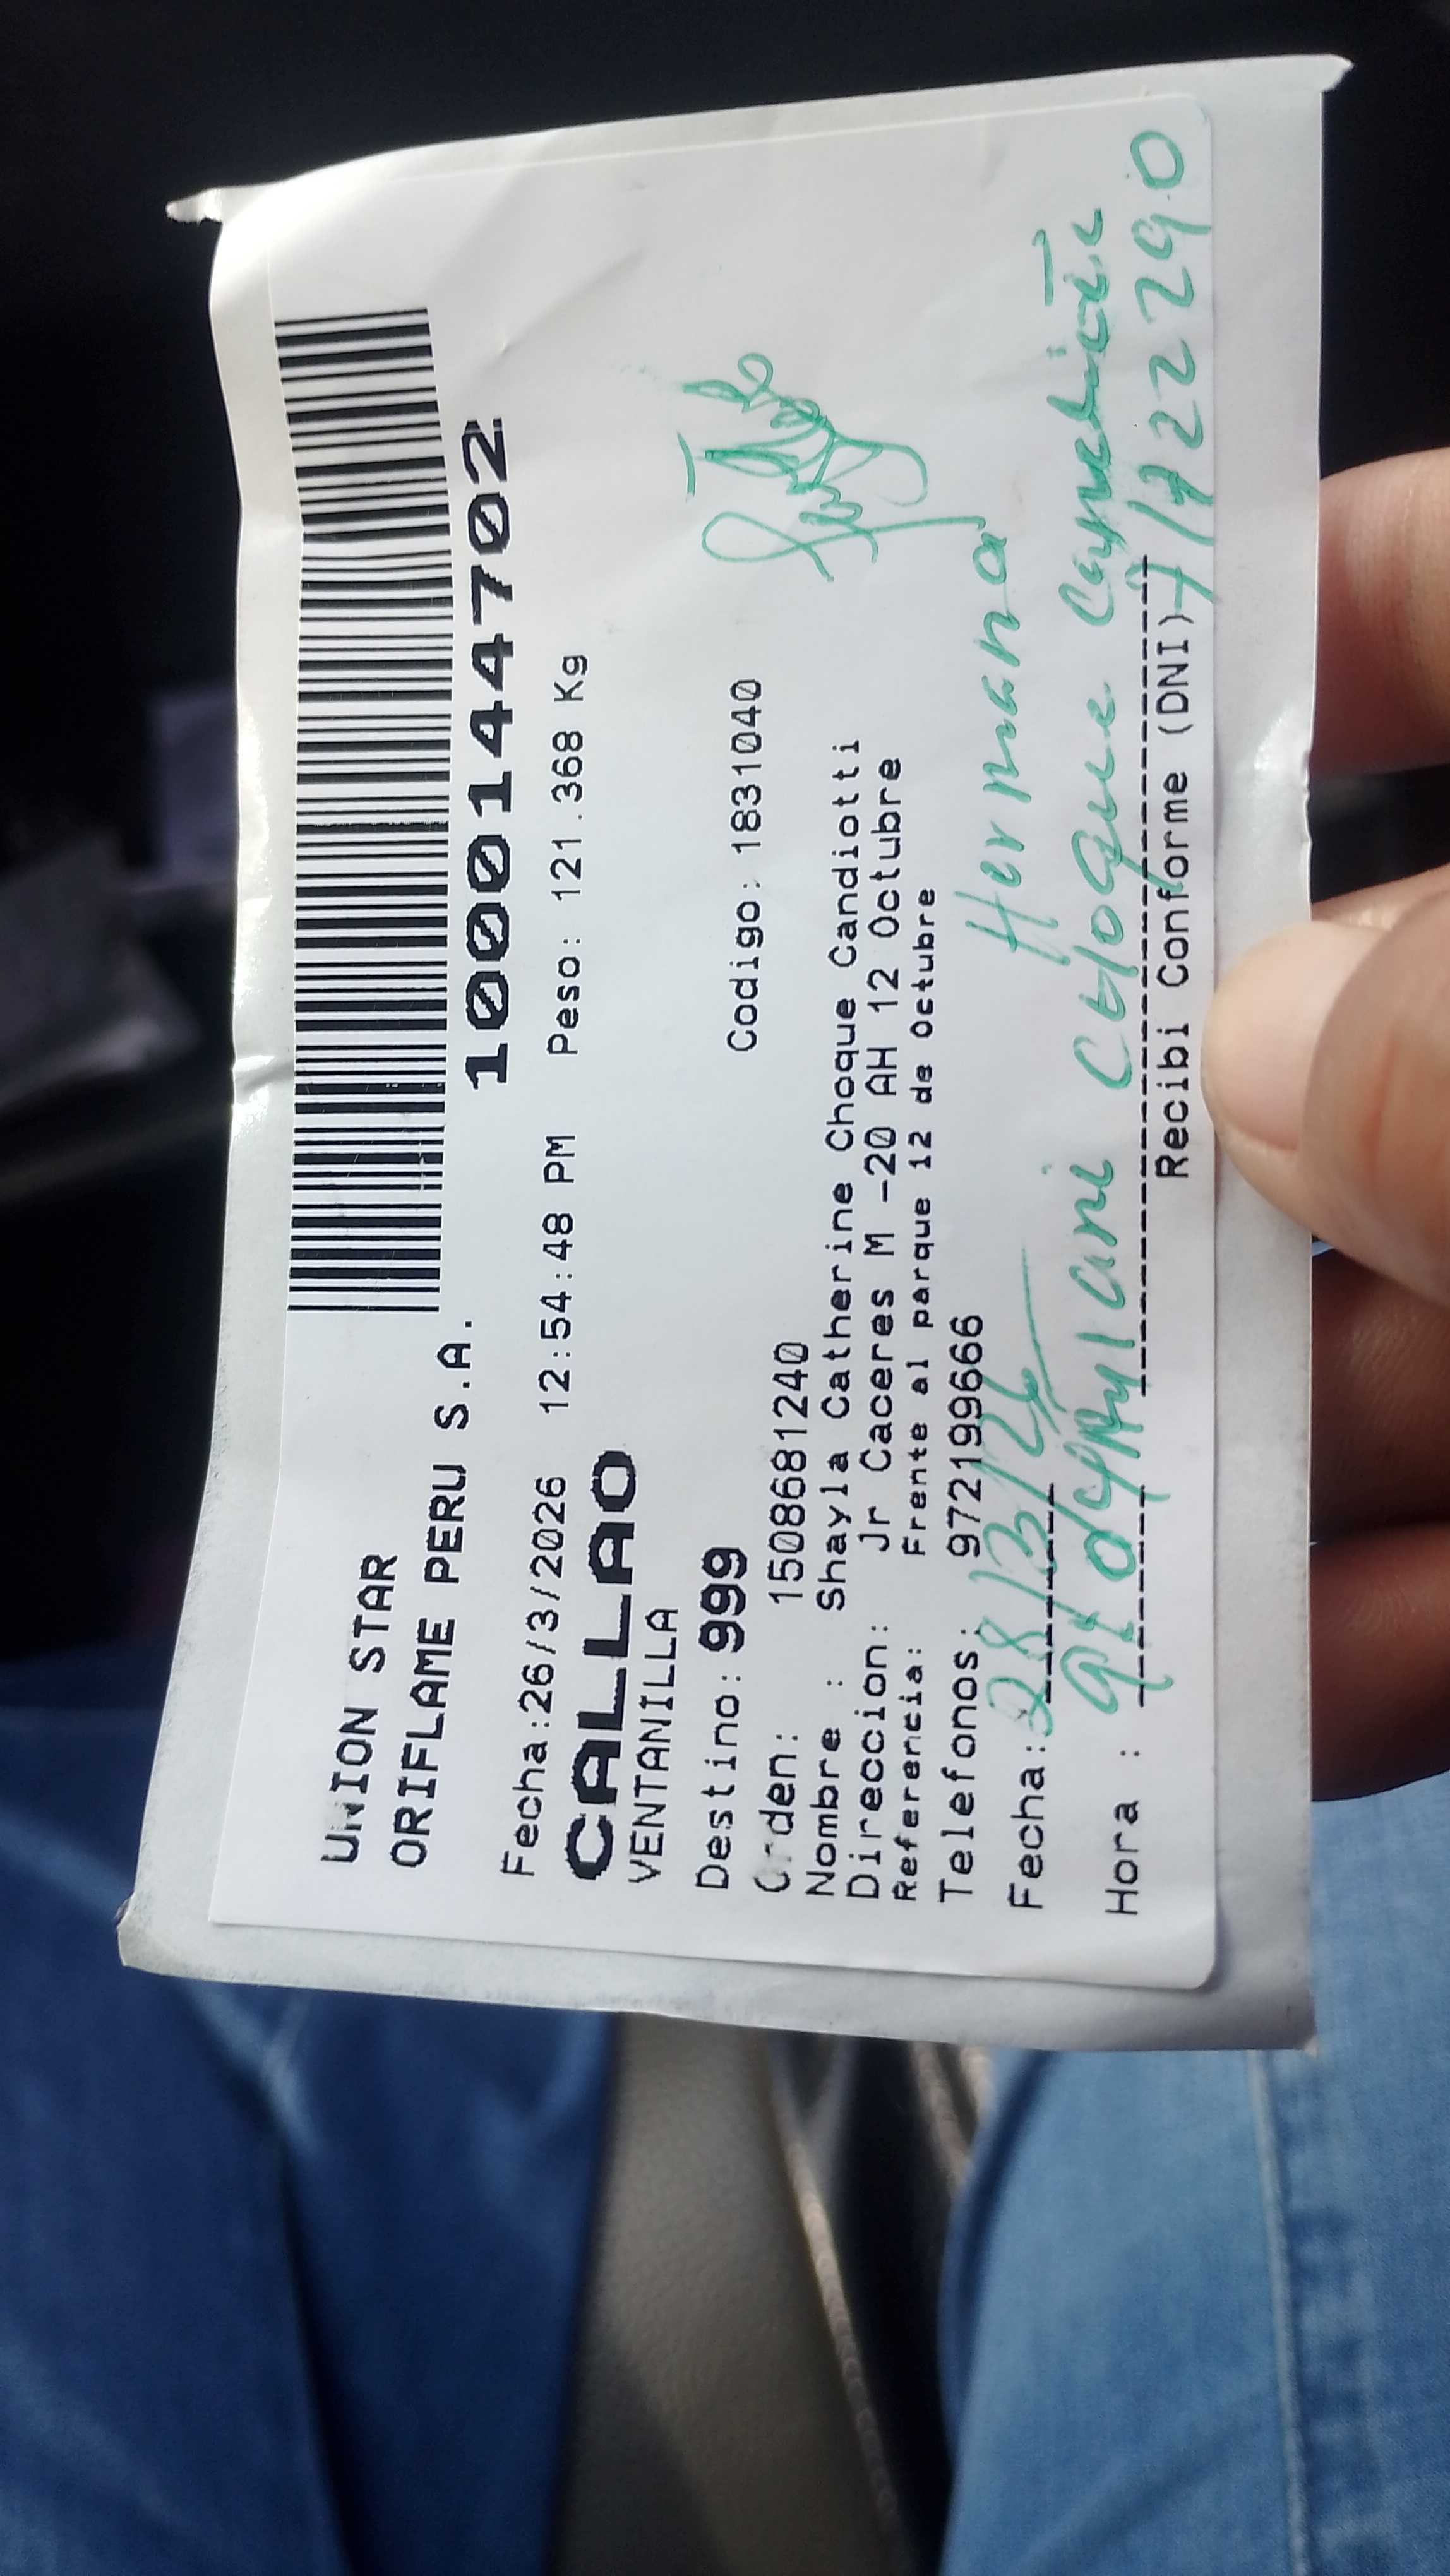 UNION STAR
ORIFLAME PERU S.A.
1000144702
Fecha:26/3/2026 12:54:48 PM Peso: 121.368 Kg
CALLAO
VENTANILLA
Destino: 999
Codigo: 1831040
Orden: 1508681240
Nombre : Shayla Catherine Choque Candiotti
Direccion: Jr Caceres M -20 AH 12 Octubre
Referencia: Frente al parque 12 de Octubre
Telefonos: 972199666
Hermana
Fecha: 28/3/26
Hora : Choque
Recibi Conforme (DNI)